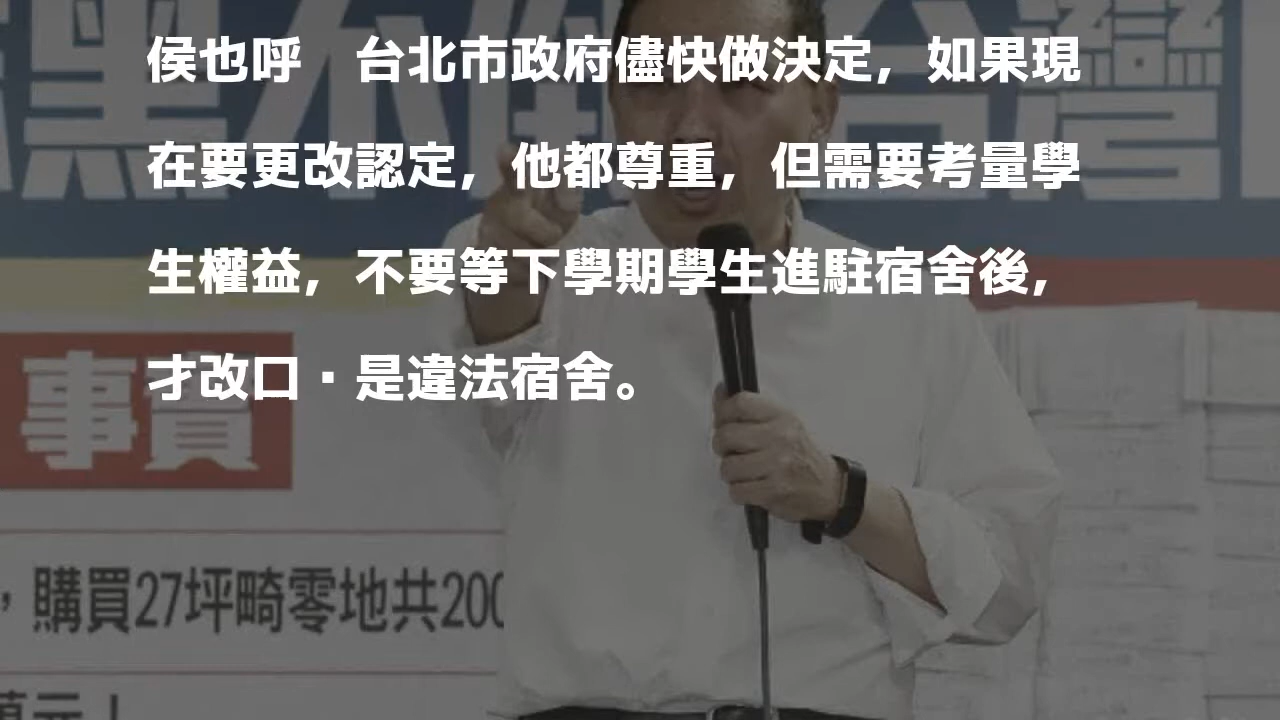 侯也呼　台北市政府儘快做決定，如果現
在要更改認定，他都尊重，但需要考量學
生權益，不要等下學期學生進駐宿舍後，
才改口·是違法宿舍。
事實
，購買27坪畸零地共200
萬元！